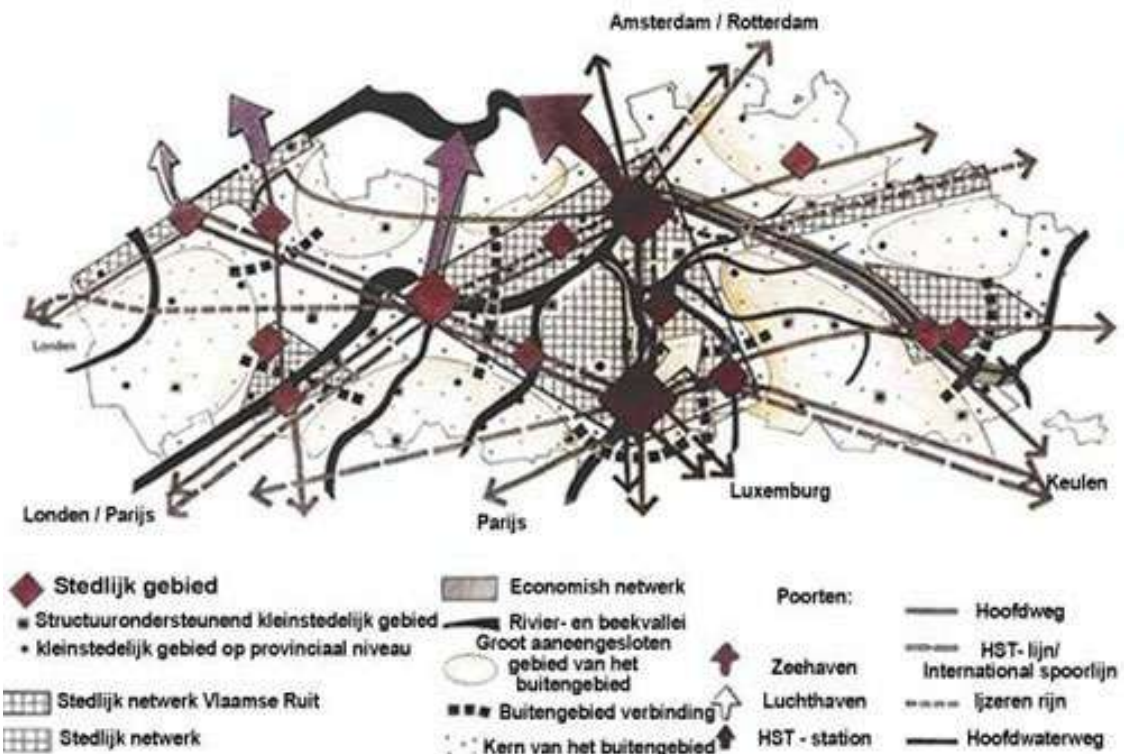 Amsterdam / Rotterdam
Londen
Londen / Parijs
Parijs
Luxemburg
Keulen
Stedlijk gebied
Structuurondersteunend kleinstedelijk gebied
kleinstedelijk gebied op provinciaal niveau
Stedlijk netwerk Vlaamse Ruit
Stedlijk netwerk
Economish netwerk
Rivier- en beekvallei
Groot aaneengesloten
gebied van het
buitengebied
Buitengebied verbinding
Kern van het buitengebied
Poorten:
Zeehaven
Luchthaven
HST - station
Hoofdweg
HST- lijn/
International spoorlijn
Ijzeren rijn
Hoofdwaterweg